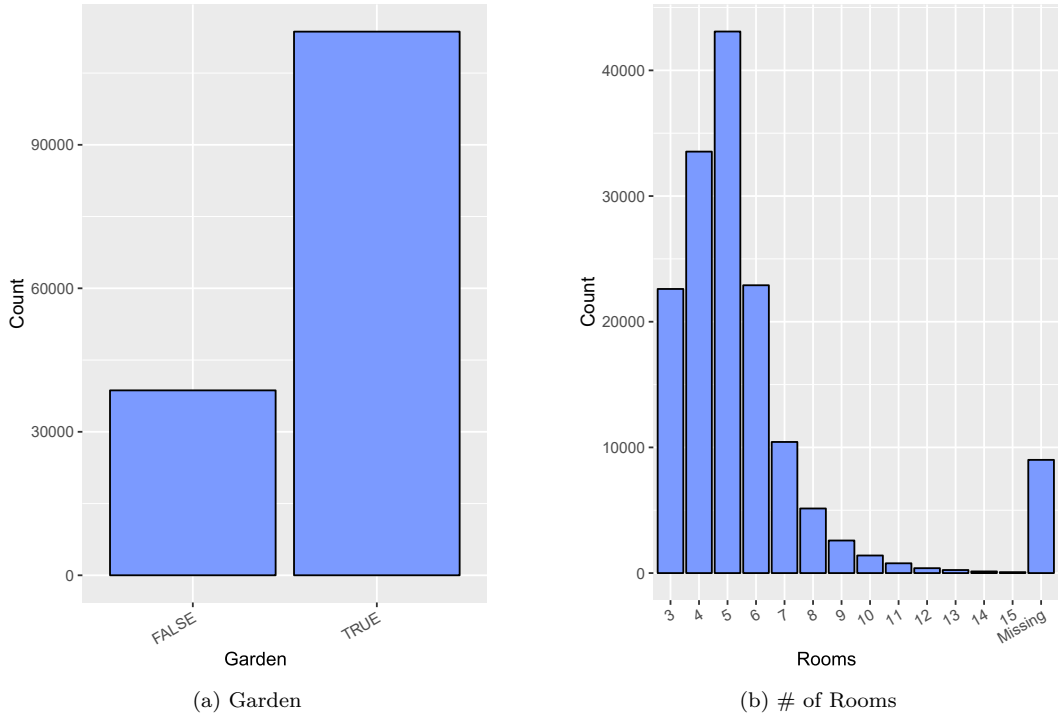 Count
90000
60000
30000
0
FALSE
TRUE
Garden
(a) Garden
Count
40000
30000
20000
10000
0
3
4
5
6
7
8
9
10
11
12
13
14
15
Missing
Rooms
(b) # of Rooms